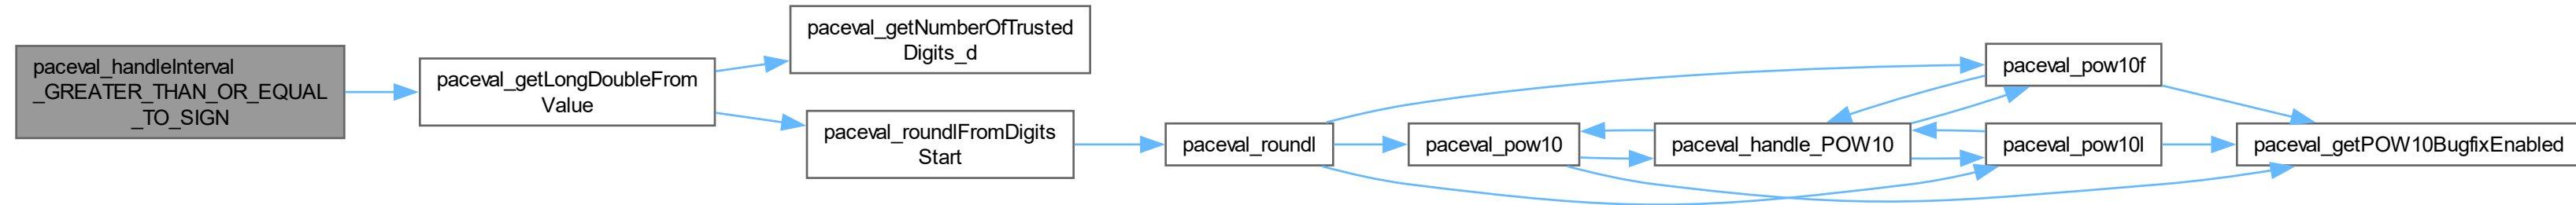 paceval_handleInterval
_GREATER_THAN_OR_EQUAL
_TO_SIGN
paceval_getLongDoubleFrom
Value
paceval_getNumberOfTrusted
Digits_d
paceval_roundlFromDigits
Start
paceval_roundl
paceval_pow10
paceval_handle_POW10
paceval_pow10f
paceval_pow10l
paceval_getPOW10BugfixEnabled